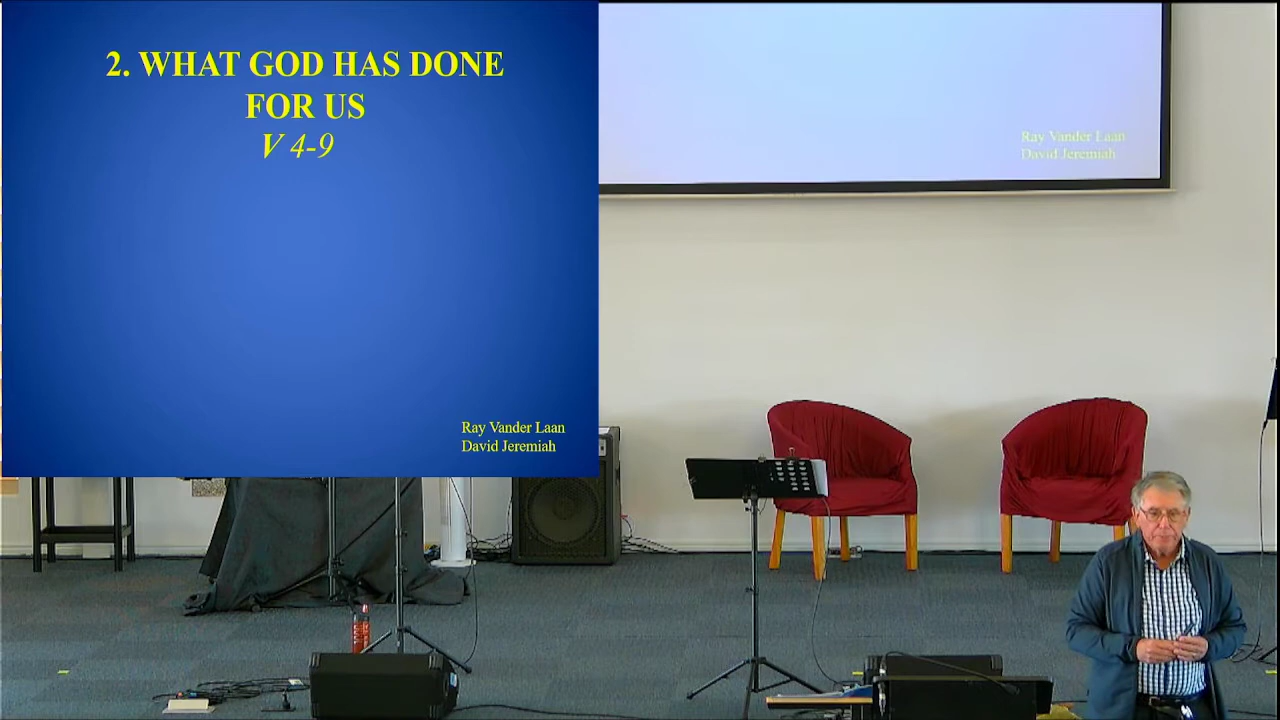 2. WHAT GOD HAS DONE
FOR US
V 4-9
Ray Vander Laan
David Jeremiah
Ray Vander Laan
David Jeremiah